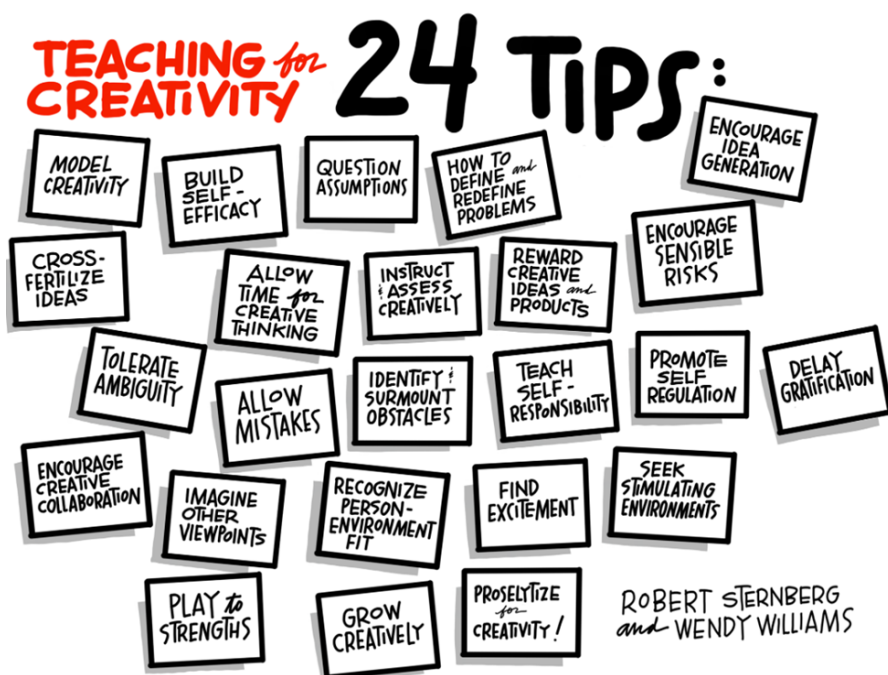 TEACHING for
CREATIVITY
24 TIPS:
MODEL
CREATIVITY
BUILD
SELF-
EFFICACY
QUESTION
ASSUMPTIONS
HOW TO
DEFINE and
REDEFINE
PROBLEMS
ENCOURAGE
IDEA
GENERATION
CROSS-
FERTILIZE
IDEAS
ALLOW
TIME for
CREATIVE
THINKING
INSTRUCT
& ASSESS
CREATIVELY
REWARD
CREATIVE
IDEAS and
PRODUCTS
ENCOURAGE
SENSIBLE
RISKS
TOLERATE
AMBIGUITY
ALLOW
MISTAKES
IDENTIFY &
SURMOUNT
OBSTACLES
TEACH
SELF-
RESPONSIBILITY
PROMOTE
SELF
REGULATION
DELAY
GRATIFICATION
ENCOURAGE
CREATIVE
COLLABORATION
IMAGINE
OTHER
VIEWPOINTS
RECOGNIZE
PERSON-
ENVIRONMENT
FIT
FIND
EXCITEMENT
SEEK
STIMULATING
ENVIRONMENTS
PLAY to
STRENGTHS
GROW
CREATIVELY
PROSELYTIZE
for
CREATIVITY!
ROBERT STERNBERG
and WENDY WILLIAMS